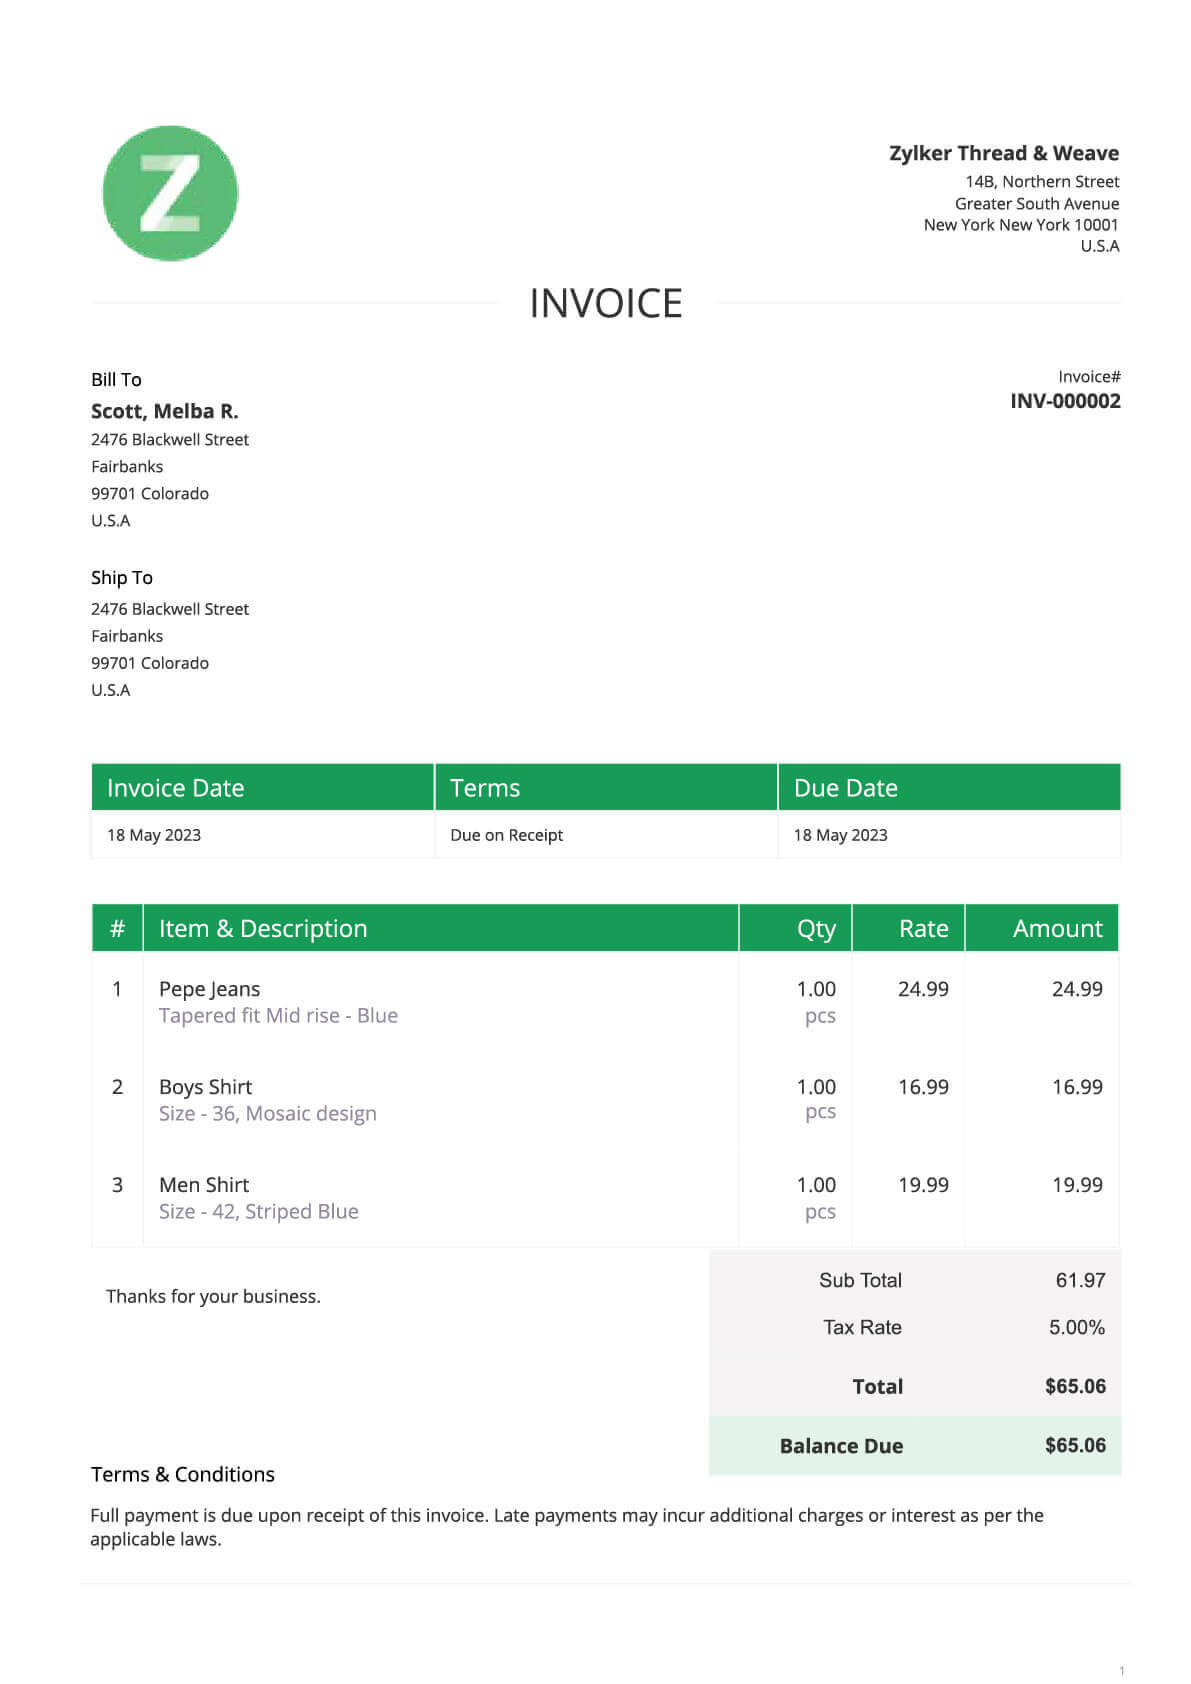 Z
Zylker Thread & Weave
14B, Northern Street
Greater South Avenue
New York New York 10001
U.S.A
INVOICE
Bill To
Scott, Melba R.
2476 Blackwell Street
Fairbanks
99701 Colorado
U.S.A
Invoice#
INV-000002
Ship To
2476 Blackwell Street
Fairbanks
99701 Colorado
U.S.A
Invoice Date Terms Due Date
18 May 2023 Due on Receipt 18 May 2023
# Item & Description Qty Rate Amount
1 Pepe Jeans 1.00 24.99 24.99
Tapered fit Mid rise - Blue pcs
2 Boys Shirt 1.00 16.99 16.99
Size - 36, Mosaic design pcs
3 Men Shirt 1.00 19.99 19.99
Size - 42, Striped Blue pcs
Sub Total 61.97
Thanks for your business.
Tax Rate 5.00%
Total $65.06
Balance Due $65.06
Terms & Conditions
Full payment is due upon receipt of this invoice. Late payments may incur additional charges or interest as per the
applicable laws.
1